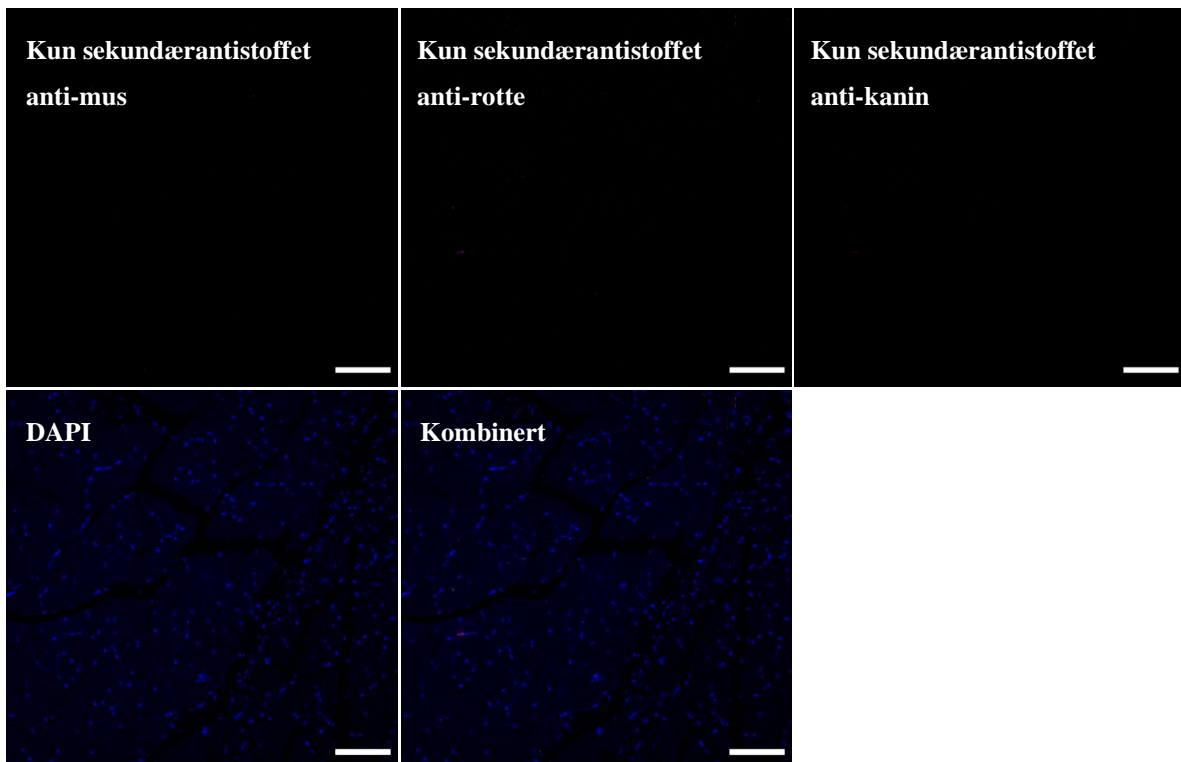 Kun sekundærantistoffet
anti-mus
Kun sekundærantistoffet
anti-rotte
Kun sekundærantistoffet
anti-kanin
DAPI
Kombinert